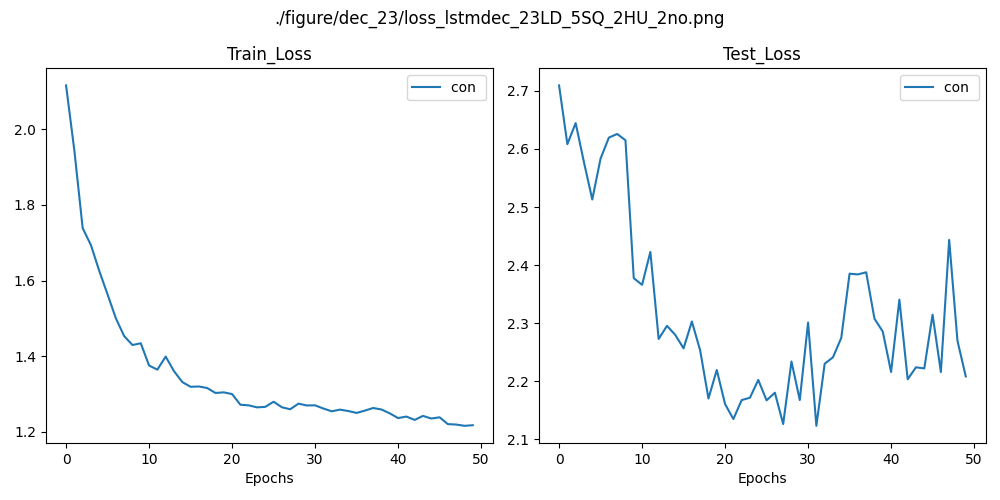 ./figure/dec_23/loss_lstmdec_23LD_5SQ_2HU_2no.png
Train_Loss
con
2.0
1.8
1.6
1.4
1.2
0 10 20 30 40 50
Epochs
Test_Loss
con
2.7
2.6
2.5
2.4
2.3
2.2
2.1
0 10 20 30 40 50
Epochs